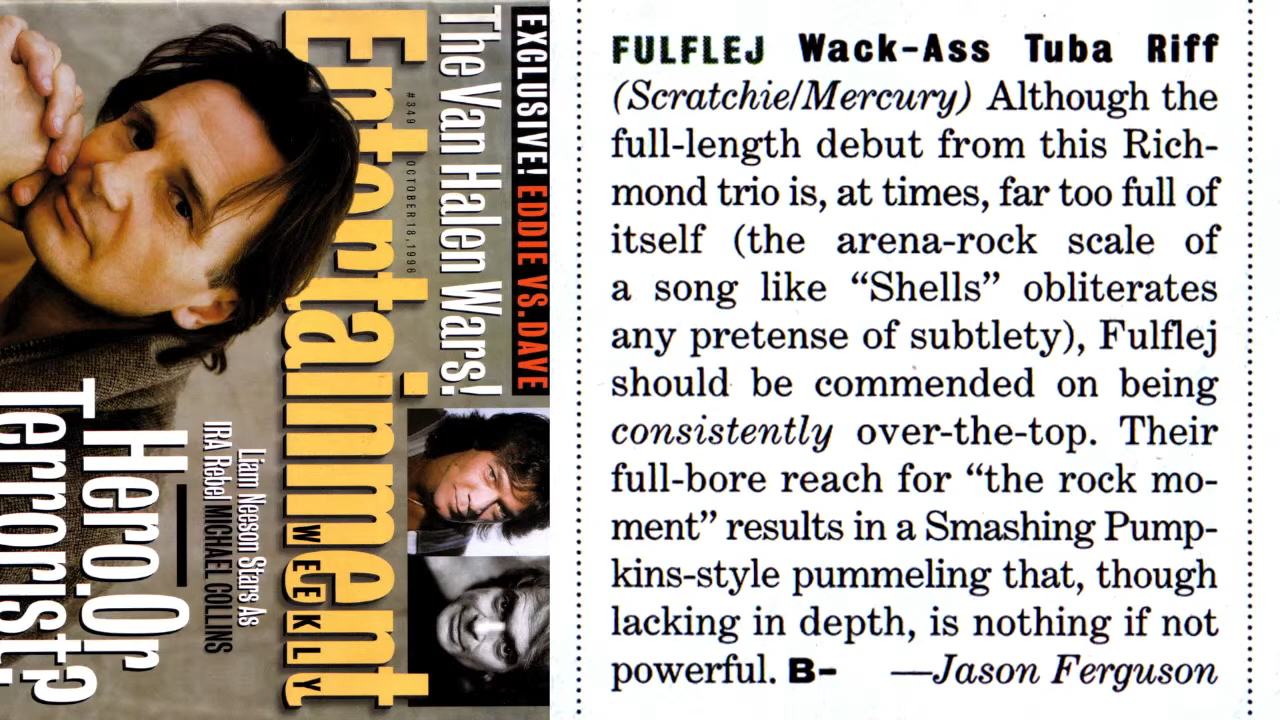 EXCLUSIVE! EDDIE VS. DAVE
The Van Halen Wars!
Entertainment
WEEKLY
#349 OCTOBER 18, 1996
Liam Neeson Stars As
IRA Rebel MICHAEL COLLINS
Hero. Or
Terrorist?
FULFLEJ Wack-Ass Tuba Riff
(Scratchie/Mercury) Although the
full-length debut from this Rich-
mond trio is, at times, far too full of
itself (the arena-rock scale of
a song like “Shells” obliterates
any pretense of subtlety), Fulflej
should be commended on being
consistently over-the-top. Their
full-bore reach for “the rock mo-
ment” results in a Smashing Pump-
kins-style pummeling that, though
lacking in depth, is nothing if not
powerful. B– —Jason Ferguson